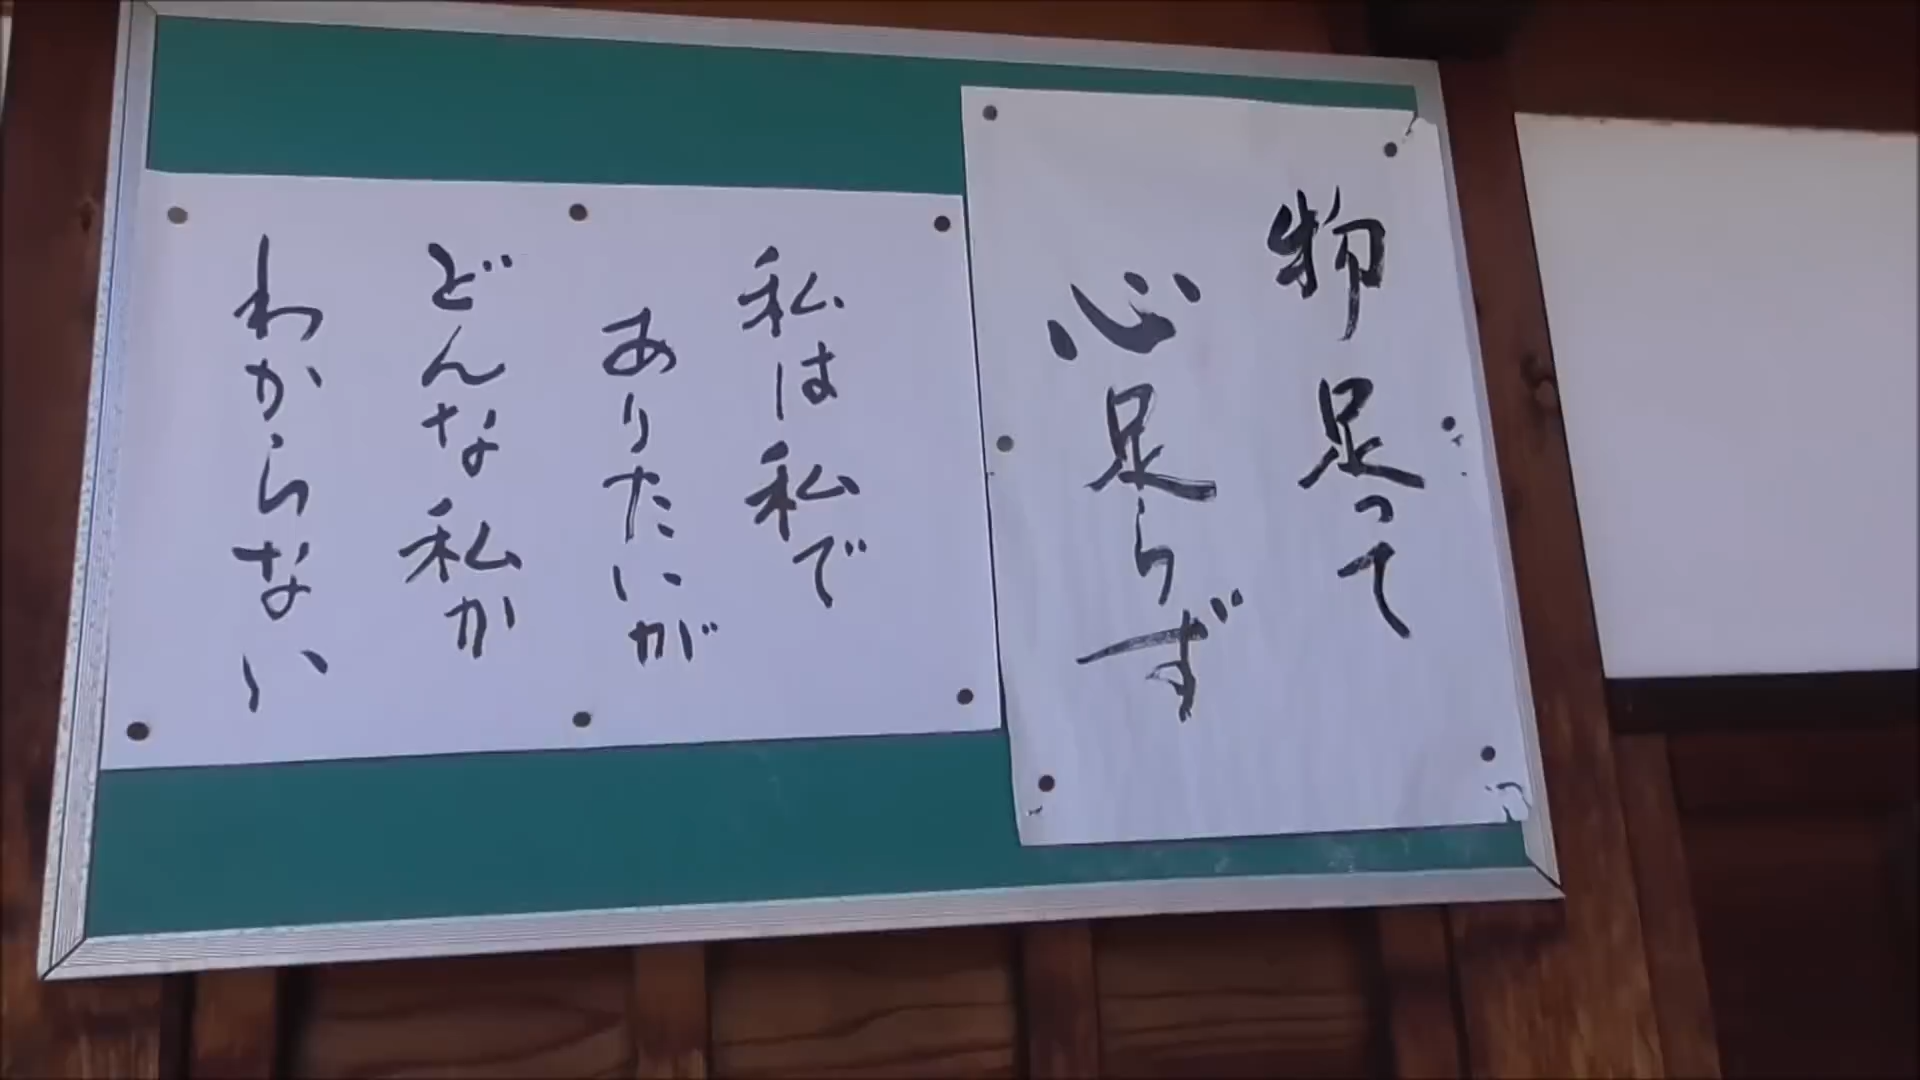 物足って
心足らず
私は私で
ありたいが
どんな私か
わからない